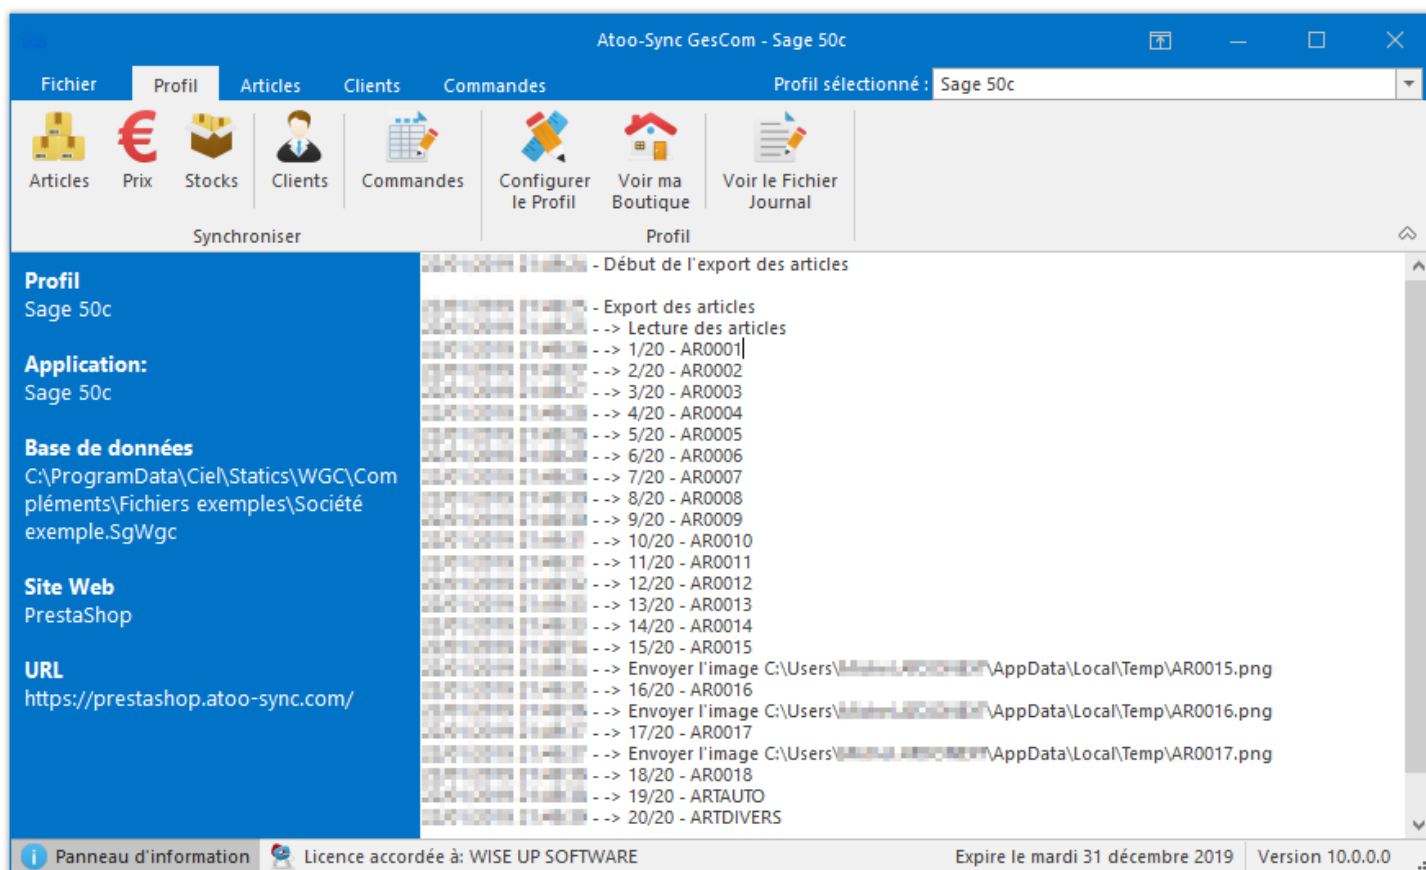 Atoo-Sync GesCom - Sage 50c
Fichier Profil Articles Clients Commandes Profil sélectionné : Sage 50c
Articles Prix Stocks Clients Commandes Configurer le Profil Voir ma Boutique Voir le Fichier Journal
Synchroniser Profil
Profil
Sage 50c
Application:
Sage 50c
Base de données
C:\ProgramData\Ciel\Statics\WGC\Com
pléments\Fichiers exemples\Société
exemple.SgWgc
Site Web
PrestaShop
URL
https://prestashop.atoo-sync.com/
- Début de l'export des articles
- Export des articles
- --> Lecture des articles
- --> 1/20 - AR0001
- --> 2/20 - AR0002
- --> 3/20 - AR0003
- --> 4/20 - AR0004
- --> 5/20 - AR0005
- --> 6/20 - AR0006
- --> 7/20 - AR0007
- --> 8/20 - AR0008
- --> 9/20 - AR0009
- --> 10/20 - AR0010
- --> 11/20 - AR0011
- --> 12/20 - AR0012
- --> 13/20 - AR0013
- --> 14/20 - AR0014
- --> 15/20 - AR0015
- --> Envoyer l'image C:\Users\ \AppData\Local\Temp\AR0015.png
- --> 16/20 - AR0016
- --> Envoyer l'image C:\Users\ \AppData\Local\Temp\AR0016.png
- --> 17/20 - AR0017
- --> Envoyer l'image C:\Users\ \AppData\Local\Temp\AR0017.png
- --> 18/20 - AR0018
- --> 19/20 - ARTAUTO
- --> 20/20 - ARTDIVERS
Panneau d'information Licence accordée à: WISE UP SOFTWARE Expire le mardi 31 décembre 2019 Version 10.0.0.0